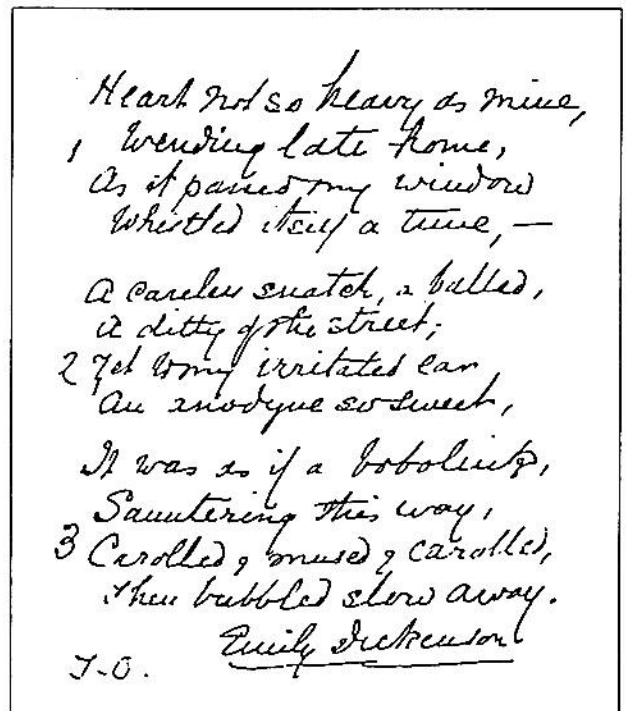 Heart not so heavy as mine,
1 Wending late home,
As it passed my window
Whistled itself a tune, —
A careless snatch, a ballad,
A ditty of the street;
2 Yet to my irritated ear
An anodyne so sweet,
It was as if a bobolink,
Sauntering this way,
3 Carolled, & mused, & carolled,
Then bubbled slow away.
Emily Dickenson
T-O.